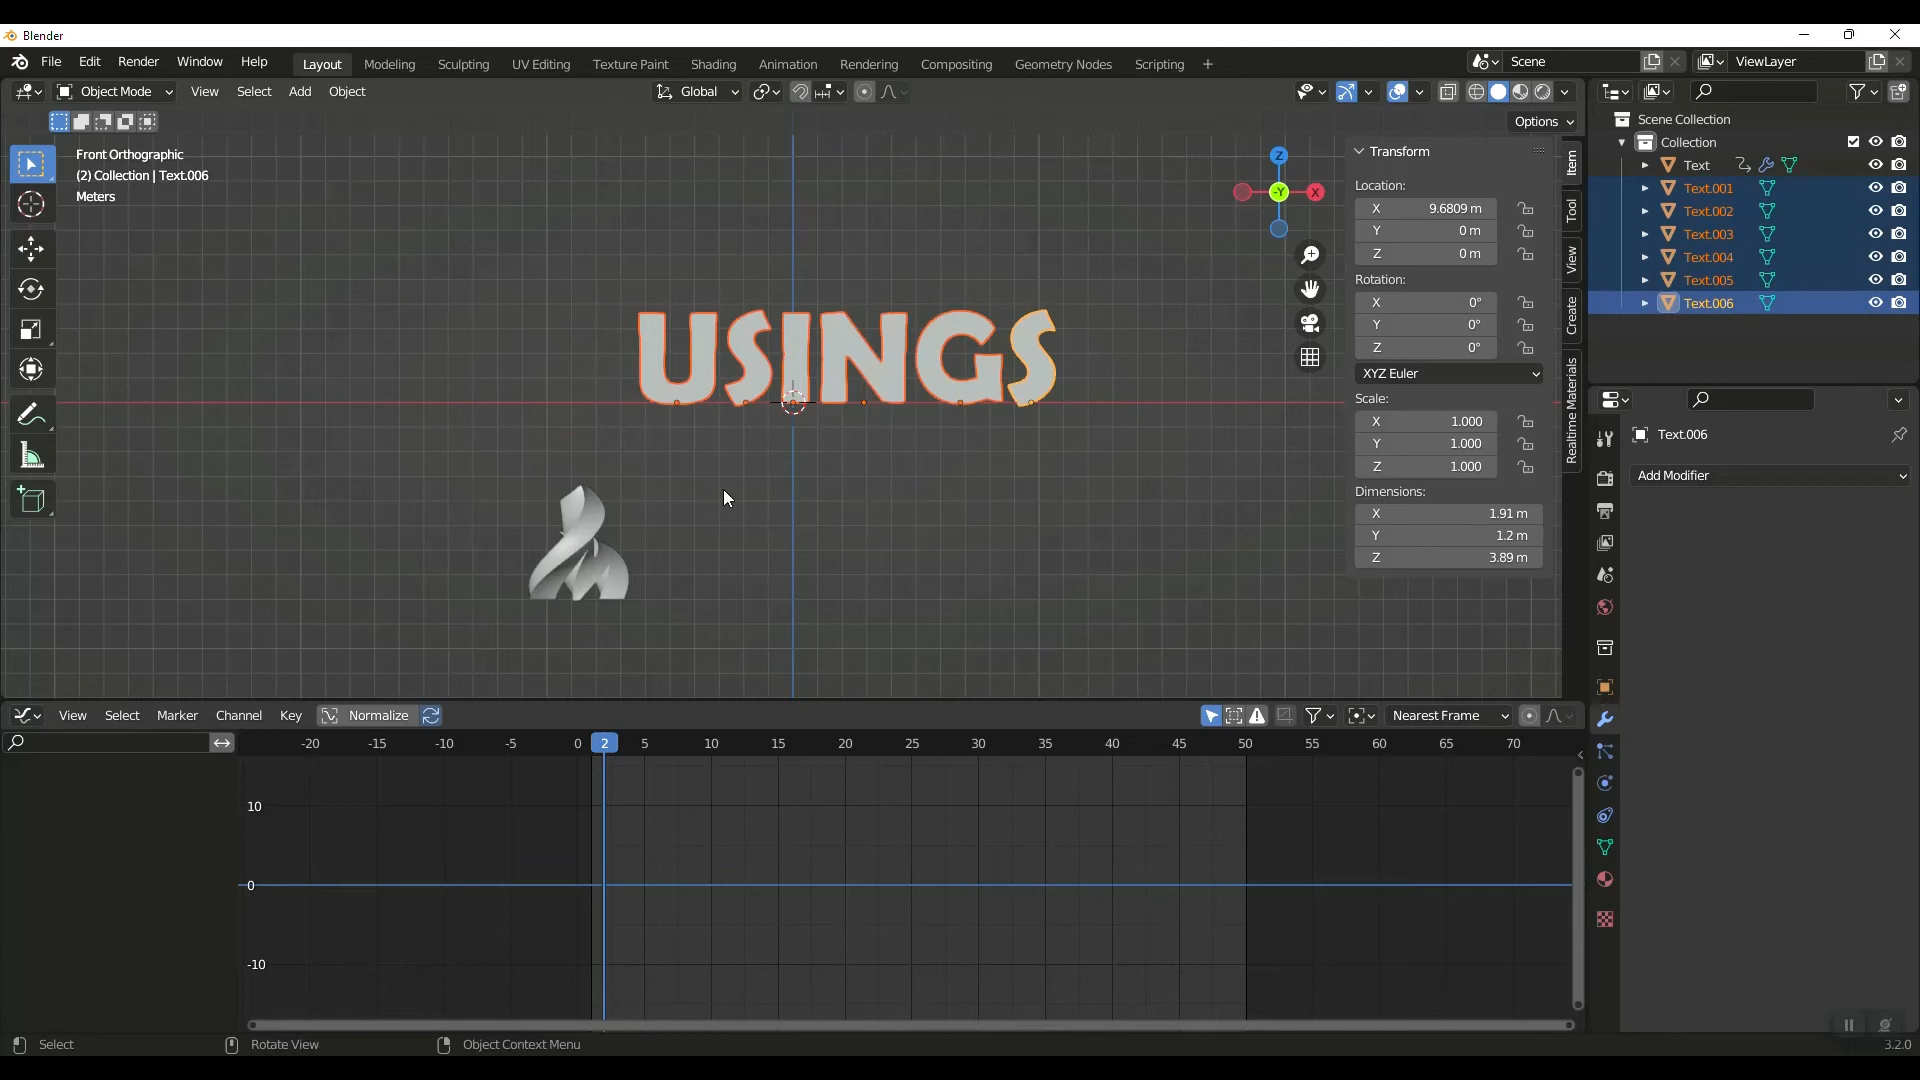 Blender
File Edit Render Window Help Layout Modeling Sculpting UV Editing Texture Paint Shading Animation Rendering Compositing Geometry Nodes Scripting + Scene ViewLayer
Object Mode View Select Add Object Global
Options
Front Orthographic
(2) Collection | Text.006
Meters
Z
-Y
X
USINGS
Transform
Location:
X 9.6809 m
Y 0 m
Z 0 m
Rotation:
X 0°
Y 0°
Z 0°
XYZ Euler
Scale:
X 1.000
Y 1.000
Z 1.000
Dimensions:
X 1.91 m
Y 1.2 m
Z 3.89 m
Item
Tool
View
Create
Realtime Materials
Scene Collection
Collection
Text
Text.001
Text.002
Text.003
Text.004
Text.005
Text.006
Text.006
Add Modifier
View Select Marker Channel Key Normalize Nearest Frame
-20 -15 -10 -5 0 2 5 10 15 20 25 30 35 40 45 50 55 60 65 70
10
0
-10
Select Rotate View Object Context Menu 3.2.0